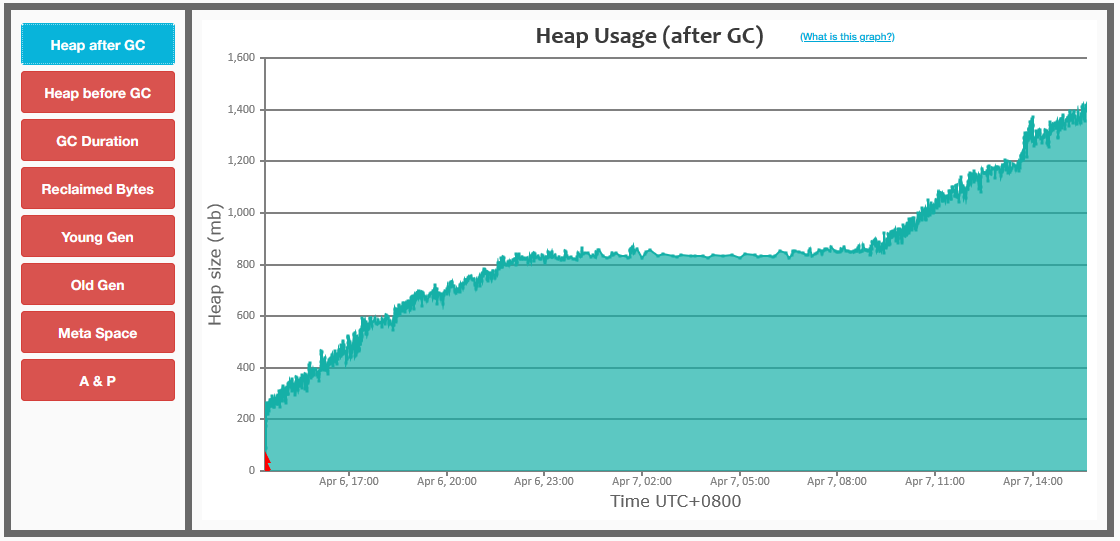 Heap after GC
Heap before GC
GC Duration
Reclaimed Bytes
Young Gen
Old Gen
Meta Space
A & P
Heap Usage (after GC)
(What is this graph?)
Heap size (mb)
1,600
1,400
1,200
1,000
800
600
400
200
0
Apr 6, 17:00 Apr 6, 20:00 Apr 6, 23:00 Apr 7, 02:00 Apr 7, 05:00 Apr 7, 08:00 Apr 7, 11:00 Apr 7, 14:00
Time UTC+0800